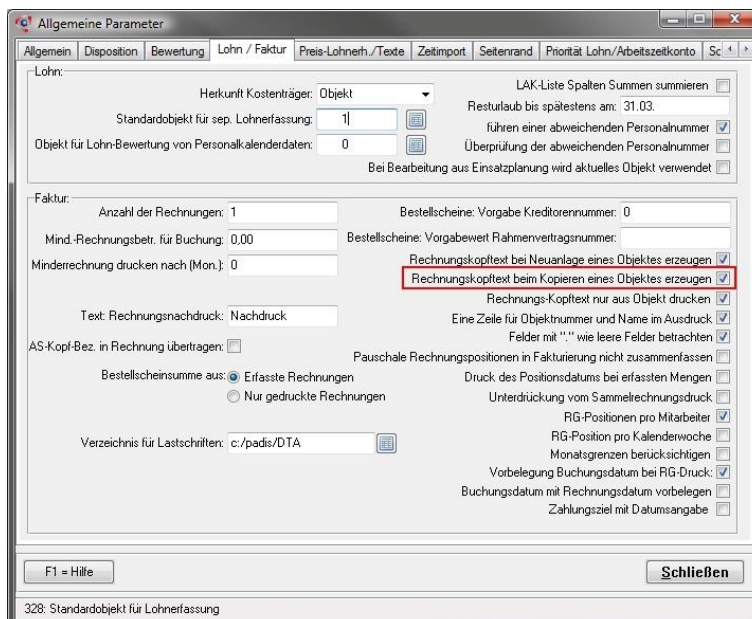 Allgemeine Parameter
Allgemein Disposition Bewertung Lohn / Faktur Preis-Lohnerh./Texte Zeitimport Seitenrand Priorität Lohn/Arbeitszeitkonto Sc
Lohn:
Herkunft Kostenträger: Objekt
LAK-Liste Spalten Summen summieren
Standardobjekt für sep. Lohnerfassung: 1
Resturlaub bis spätestens am: 31.03.
führen einer abweichenden Personalnummer
Objekt für Lohn-Bewertung von Personalkalenderdaten: 0
Überprüfung der abweichenden Personalnummer
Bei Bearbeitung aus Einsatzplanung wird aktuelles Objekt verwendet
Faktur:
Anzahl der Rechnungen: 1
Bestellscheine: Vorgabe Kreditorennummer: 0
Mind.-Rechnungsbetr. für Buchung: 0,00
Bestellscheine: Vorgabewert Rahmenvertragsnummer:
Minderrechnung drucken nach (Mon.): 0
Rechnungskopftext bei Neuanlage eines Objektes erzeugen
Rechnungskopftext beim Kopieren eines Objektes erzeugen
Rechnungs-Kopftext nur aus Objekt drucken
Text: Rechnungsnachdruck: Nachdruck
Eine Zeile für Objektnummer und Name im Ausdruck
Felder mit "." wie leere Felder betrachten
AS-Kopf-Bez. in Rechnung übertragen:
Pauschale Rechnungspositionen in Fakturierung nicht zusammenfassen
Bestellscheinsumme aus: Erfasste Rechnungen
Druck des Positionsdatums bei erfassten Mengen
Nur gedruckte Rechnungen
Unterdrückung vom Sammelrechnungsdruck
RG-Positionen pro Mitarbeiter
Verzeichnis für Lastschriften: c:/padis/DTA
RG-Position pro Kalenderwoche
Monatsgrenzen berücksichtigen
Vorbelegung Buchungsdatum bei RG-Druck:
Buchungsdatum mit Rechnungsdatum vorbelegen
Zahlungsziel mit Datumsangabe
F1 = Hilfe
Schließen
328: Standardobjekt für Lohnerfassung